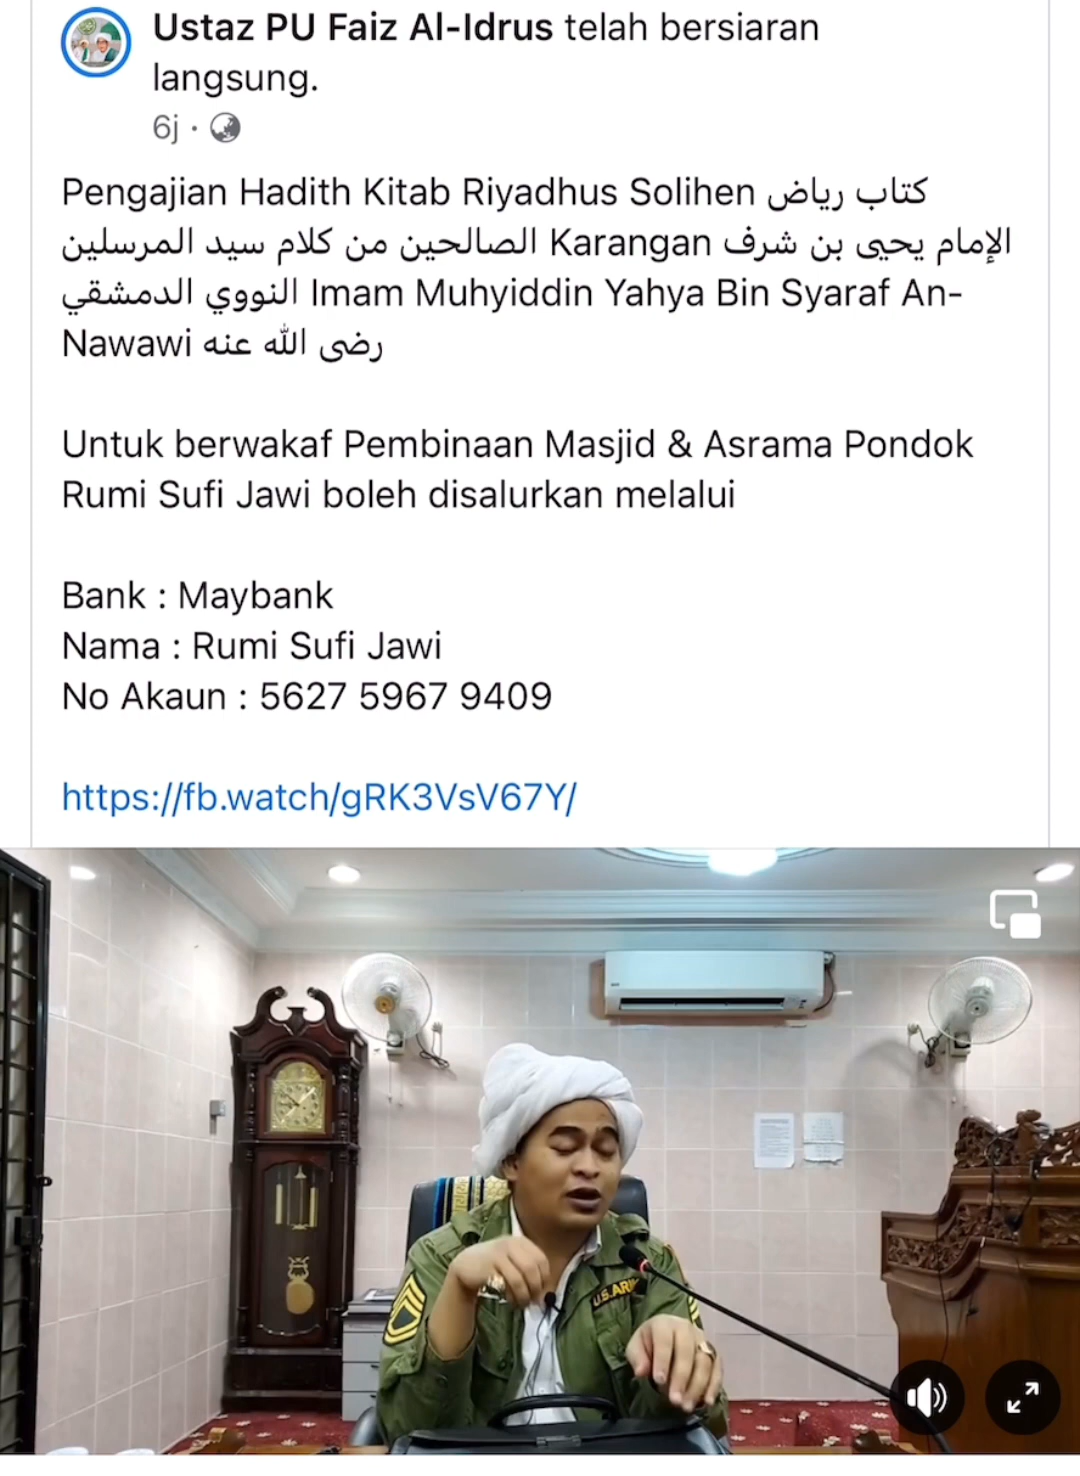 Ustaz PU Faiz Al-Idrus telah bersiaran
langsung.
6j ·
Pengajian Hadith Kitab Riyadhus Solihen كتاب رياض
الصالحين من كلام سيد المرسلين Karangan الإمام يحيى بن شرف
النووي الدمشقي Imam Muhyiddin Yahya Bin Syaraf An-
Nawawi رضى الله عنه
Untuk berwakaf Pembinaan Masjid & Asrama Pondok
Rumi Sufi Jawi boleh disalurkan melalui
Bank : Maybank
Nama : Rumi Sufi Jawi
No Akaun : 5627 5967 9409
https://fb.watch/gRK3VsV67Y/
U.S.ARMY